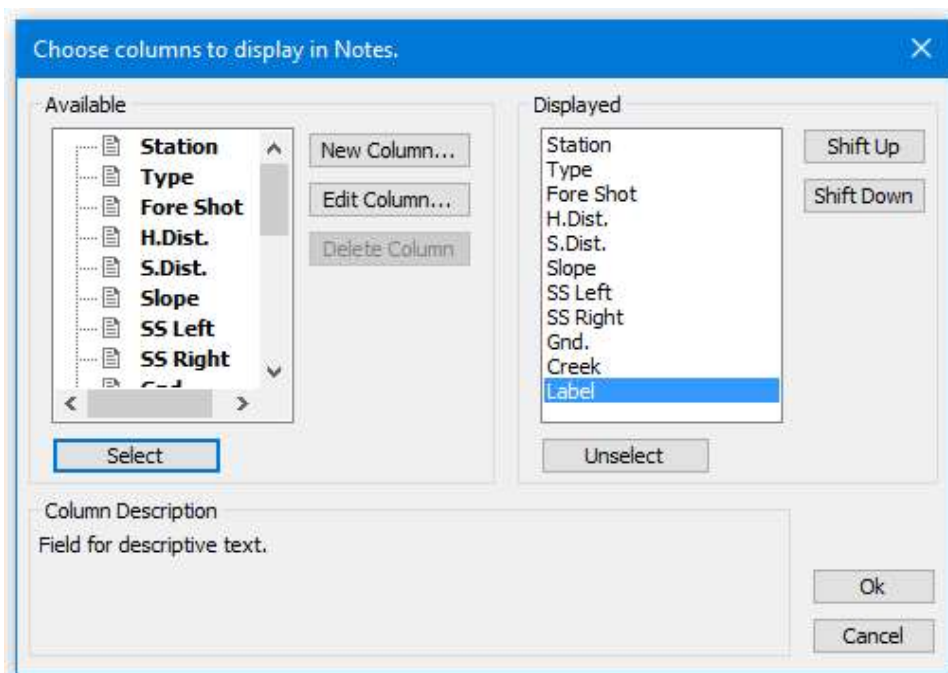 Choose columns to display in Notes.
Available
Station
Type
Fore Shot
H.Dist.
S.Dist.
Slope
SS Left
SS Right
New Column...
Edit Column...
Delete Column
Select
Displayed
Station
Type
Fore Shot
H.Dist.
S.Dist.
Slope
SS Left
SS Right
Gnd.
Creek
Label
Shift Up
Shift Down
Unselect
Column Description
Field for descriptive text.
Ok
Cancel